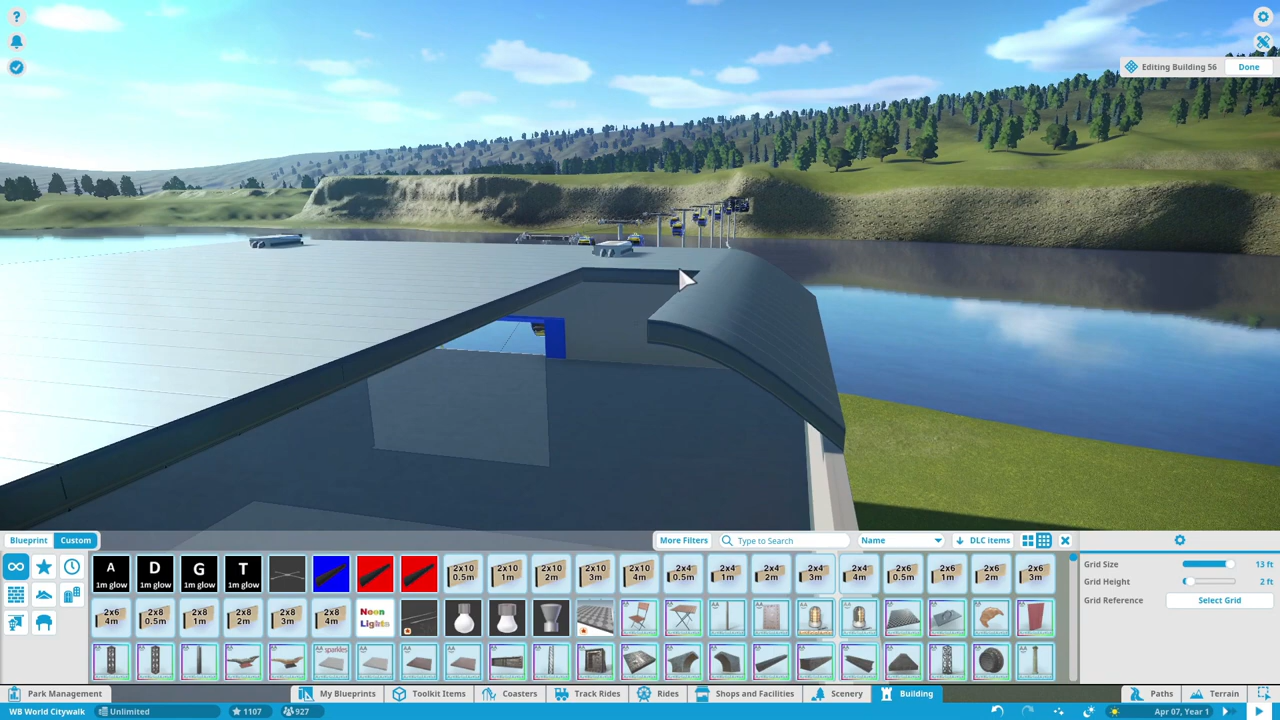 Editing Building 56
Done
Blueprint
Custom
More Filters
Type to Search
Name
DLC items
A
1m glow
D
1m glow
G
1m glow
T
1m glow
2x10
0.5m
2x10
1m
2x10
2m
2x10
3m
2x10
4m
2x4
0.5m
2x4
1m
2x4
2m
2x4
3m
2x4
4m
2x6
0.5m
2x6
1m
2x6
2m
2x6
3m
2x6
4m
2x8
0.5m
2x8
1m
2x8
2m
2x8
3m
2x8
4m
Neon
Lights
sparkles
Grid Size
13 ft
Grid Height
2 ft
Grid Reference
Select Grid
Park Management
My Blueprints
Toolkit Items
Coasters
Track Rides
Rides
Shops and Facilities
Scenery
Building
Paths
Terrain
WB World Citywalk
Unlimited
1107
927
Apr 07, Year 1